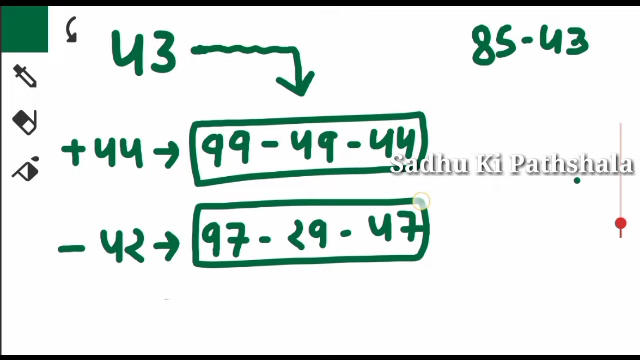 43 → 85-43
+44 → 99 - 49 - 44
Sadhu Ki Pathshala
- 42 → 97 - 29 - 47